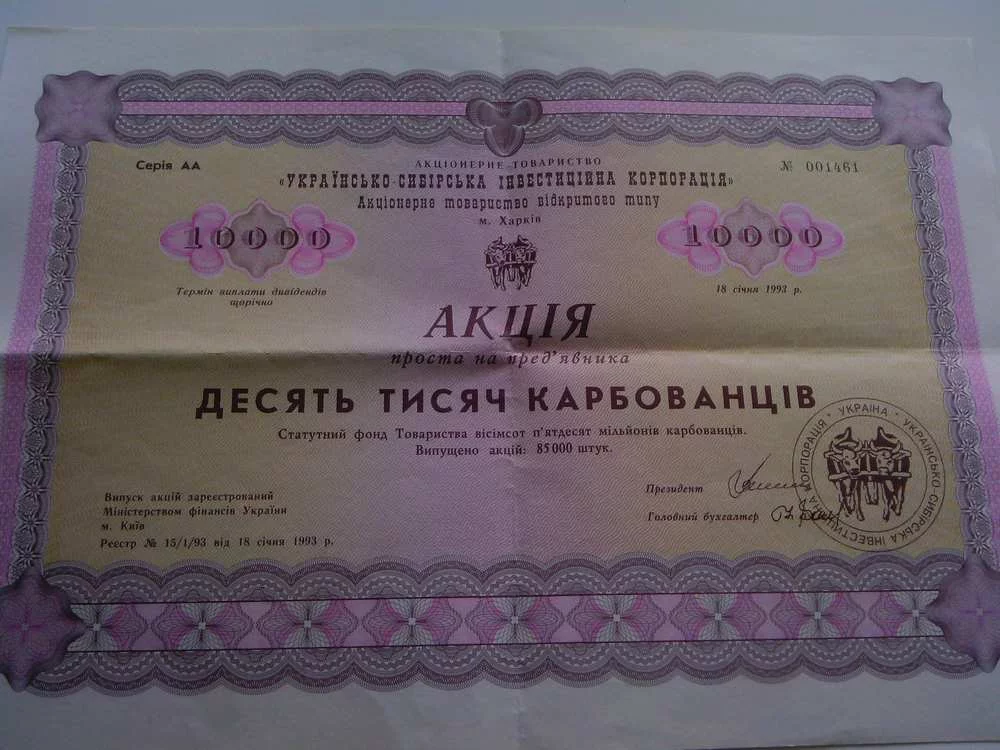 Серія АА
АКЦІОНЕРНЕ ТОВАРИСТВО
№ 001461
«УКРАЇНСЬКО-СИБІРСЬКА ІНВЕСТИЦІЙНА КОРПОРАЦІЯ»
Акціонерне товариство відкритого типу
м. Харків
10000
10000
Термін виплати дивідендів
щорічно
18 січня 1993 р.
АКЦІЯ
проста на пред'явника
ДЕСЯТЬ ТИСЯЧ КАРБОВАНЦІВ
Статутний фонд Товариства вісімсот п'ятдесят мільйонів карбованців.
Випущено акцій: 85000 штук.
Випуск акцій зареєстрований
Міністерством фінансів України
м. Київ
Реєстр № 15/1/93 від 18 січня 1993 р.
Президент
Головний бухгалтер
* УКРАЇНА * УКРАЇНСЬКО-СИБІРСЬКА ІНВЕСТИЦІЙНА КОРПОРАЦІЯ